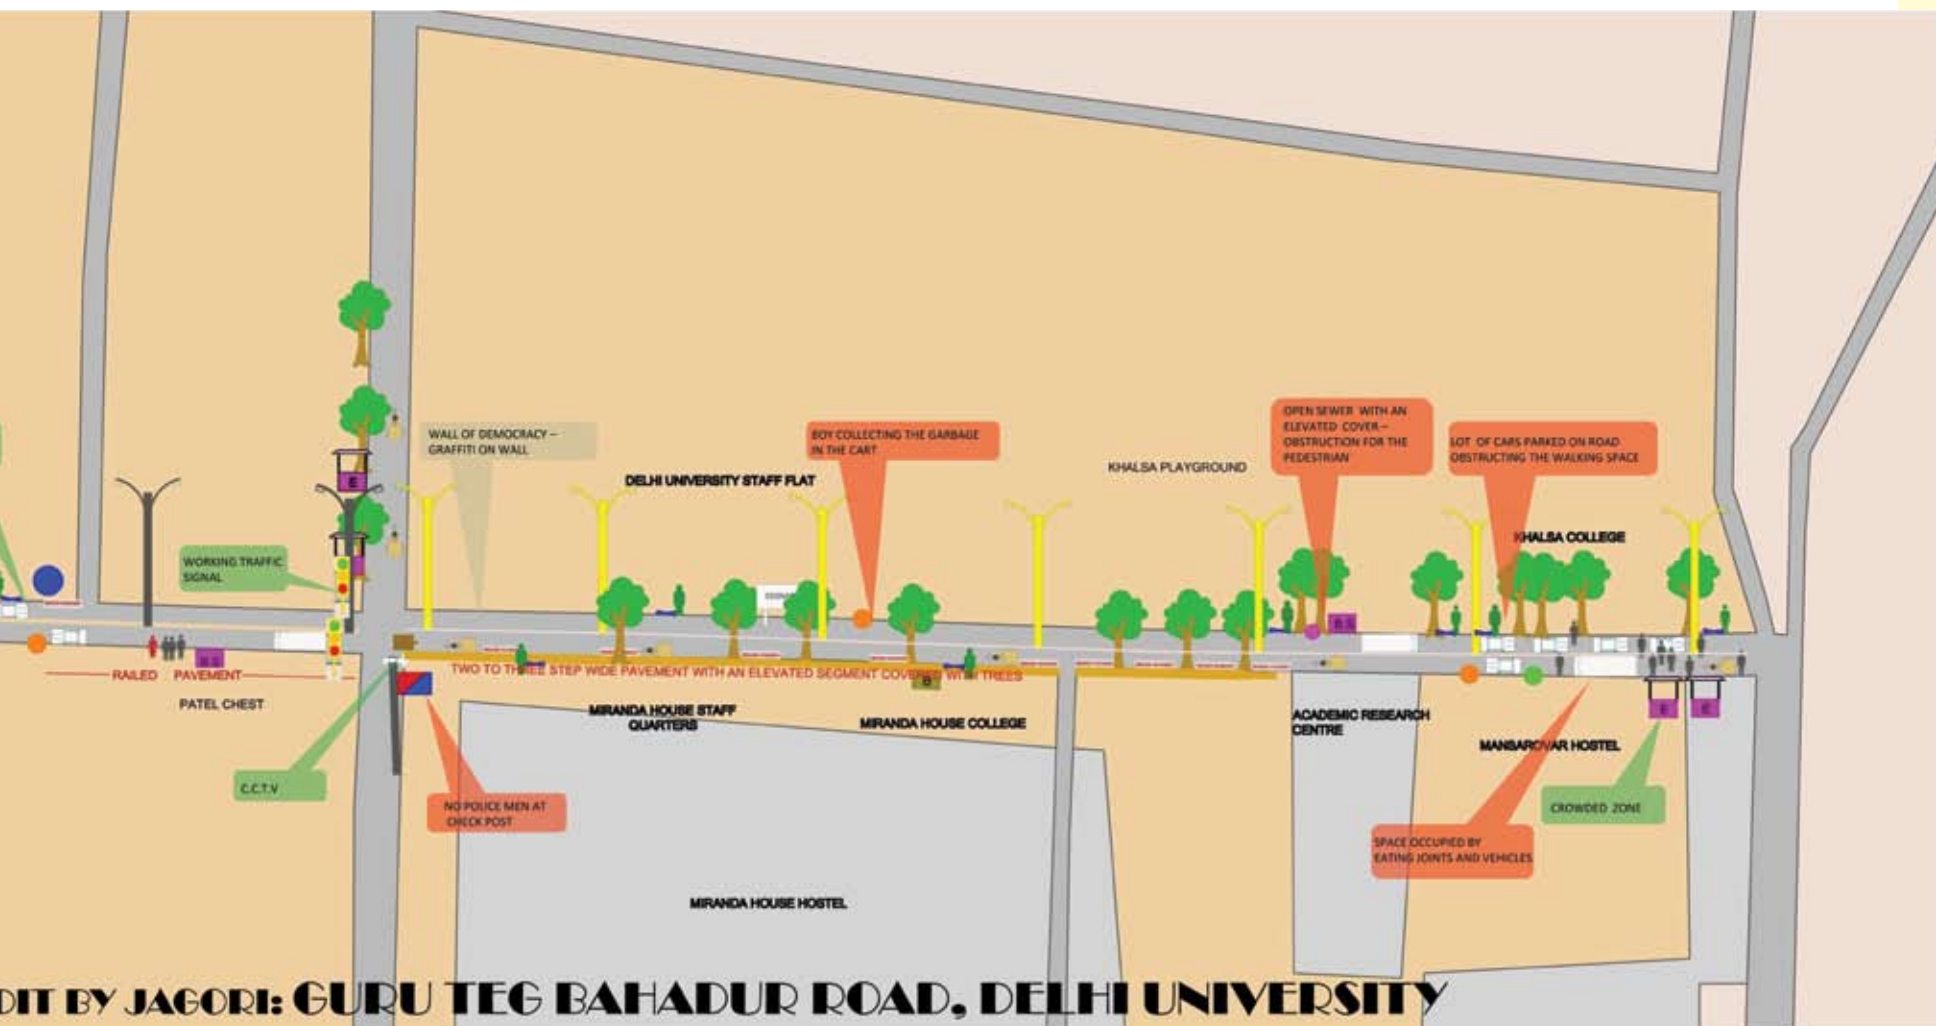 OPEN SEWER WITH AN
ELEVATED COVER –
OBSTRUCTION FOR THE
PEDESTRIAN
WALL OF DEMOCRACY –
GRAFFITI ON WALL
BOY COLLECTING THE GARBAGE
IN THE CART
LOT OF CARS PARKED ON ROAD
OBSTRUCTING THE WALKING SPACE
KHALSA PLAYGROUND
DELHI UNIVERSITY STAFF FLAT
E
KHALSA COLLEGE
WORKING TRAFFIC
SIGNAL
B.S
RAILED PAVEMENT
TWO TO THREE STEP WIDE PAVEMENT WITH AN ELEVATED SEGMENT COVERED WITH TREES
B
PATEL CHEST
MIRANDA HOUSE STAFF
QUARTERS
MIRANDA HOUSE COLLEGE
ACADEMIC RESEARCH
CENTRE
E
E
MANSAROVAR HOSTEL
C.C.T.V
NO POLICE MEN AT
CHECK POST
CROWDED ZONE
SPACE OCCUPIED BY
EATING JOINTS AND VEHICLES
MIRANDA HOUSE HOSTEL
DIT BY JAGORI: GURU TEG BAHADUR ROAD, DELHI UNIVERSITY